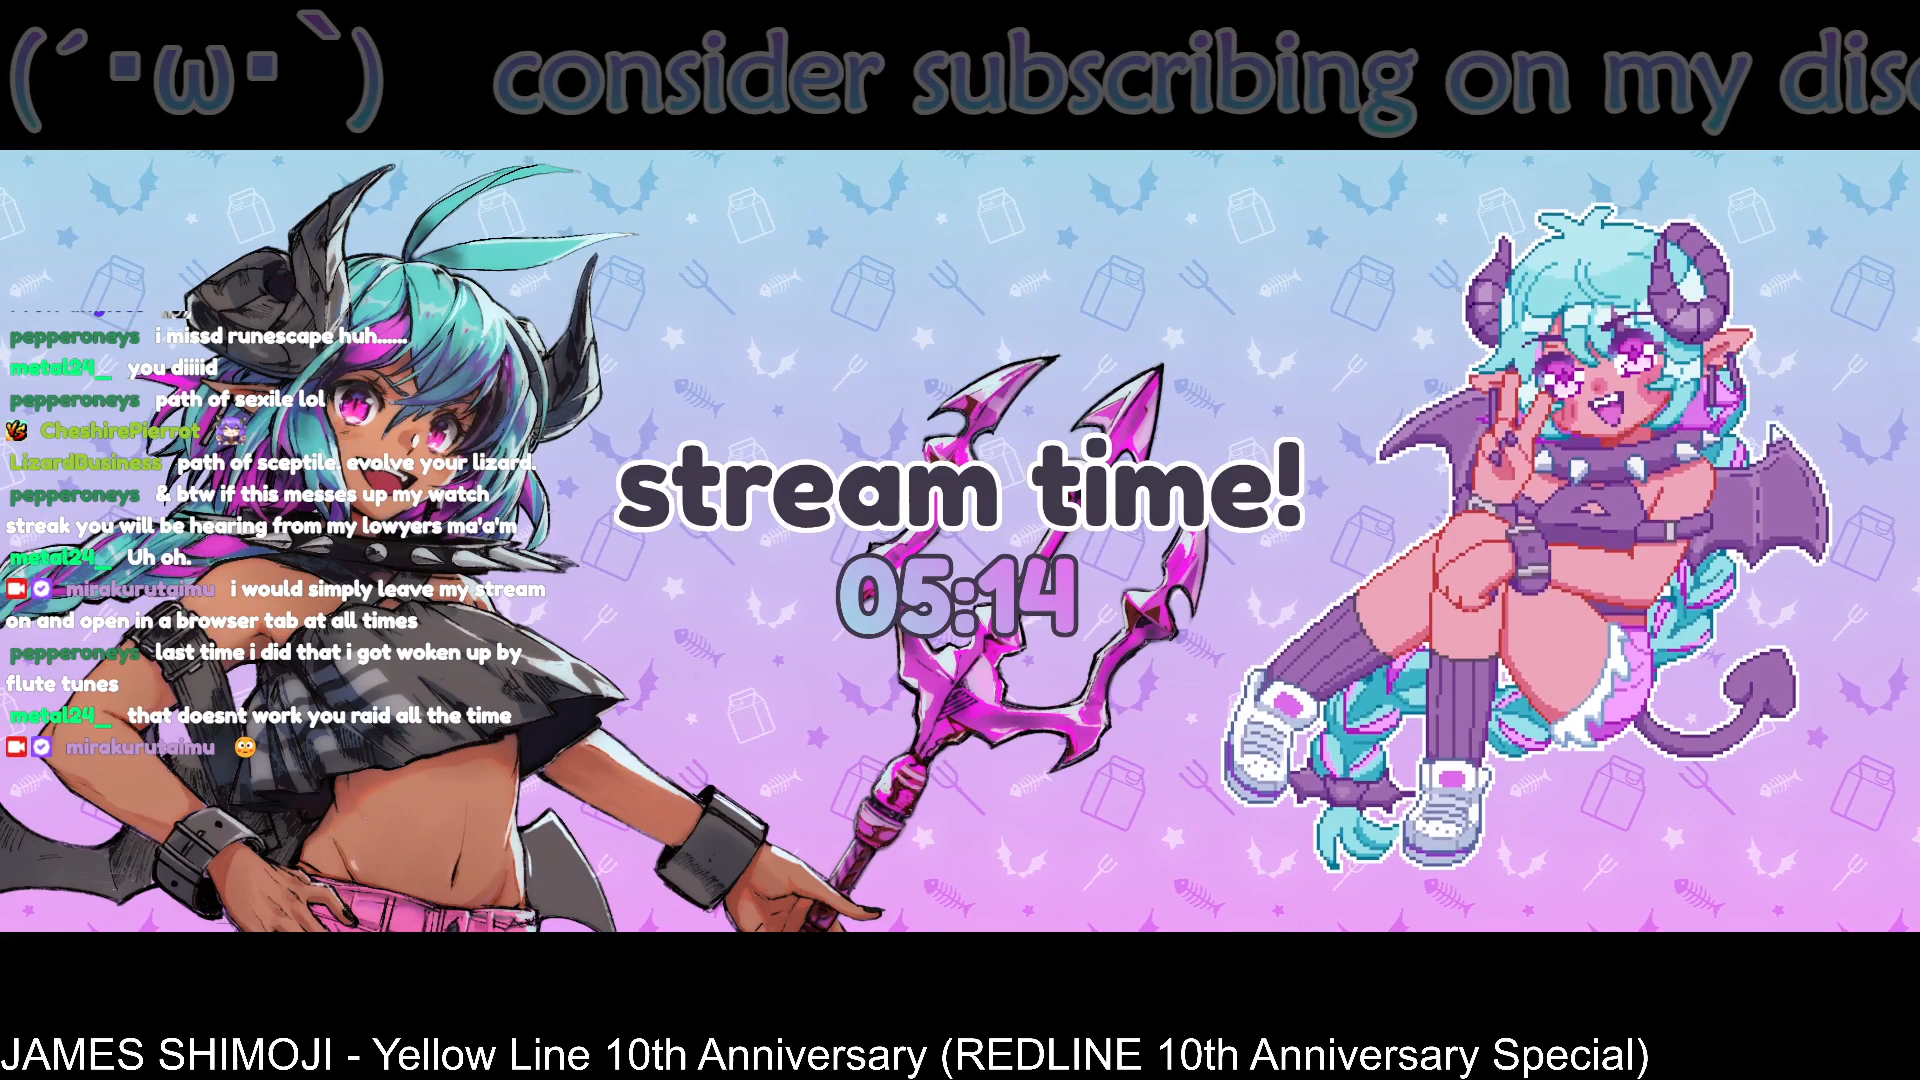 (´･ω･`) consider subscribing on my
stream time!
05:14
pepperoneys i missd runescape huh......
metal24_ you diiiid
pepperoneys path of sexile lol
CheshirePierrot
LizardBusiness path of sceptile. evolve your lizard.
pepperoneys & btw if this messes up my watch
streak you will be hearing from my lowyers ma'a'm
metal24_ Uh oh.
mirakurutaimu i would simply leave my stream
on and open in a browser tab at all times
pepperoneys last time i did that i got woken up by
flute tunes
metal24_ that doesnt work you raid all the time
mirakurutaimu 😳
JAMES SHIMOJI - Yellow Line 10th Anniversary (REDLINE 10th Anniversary Special)